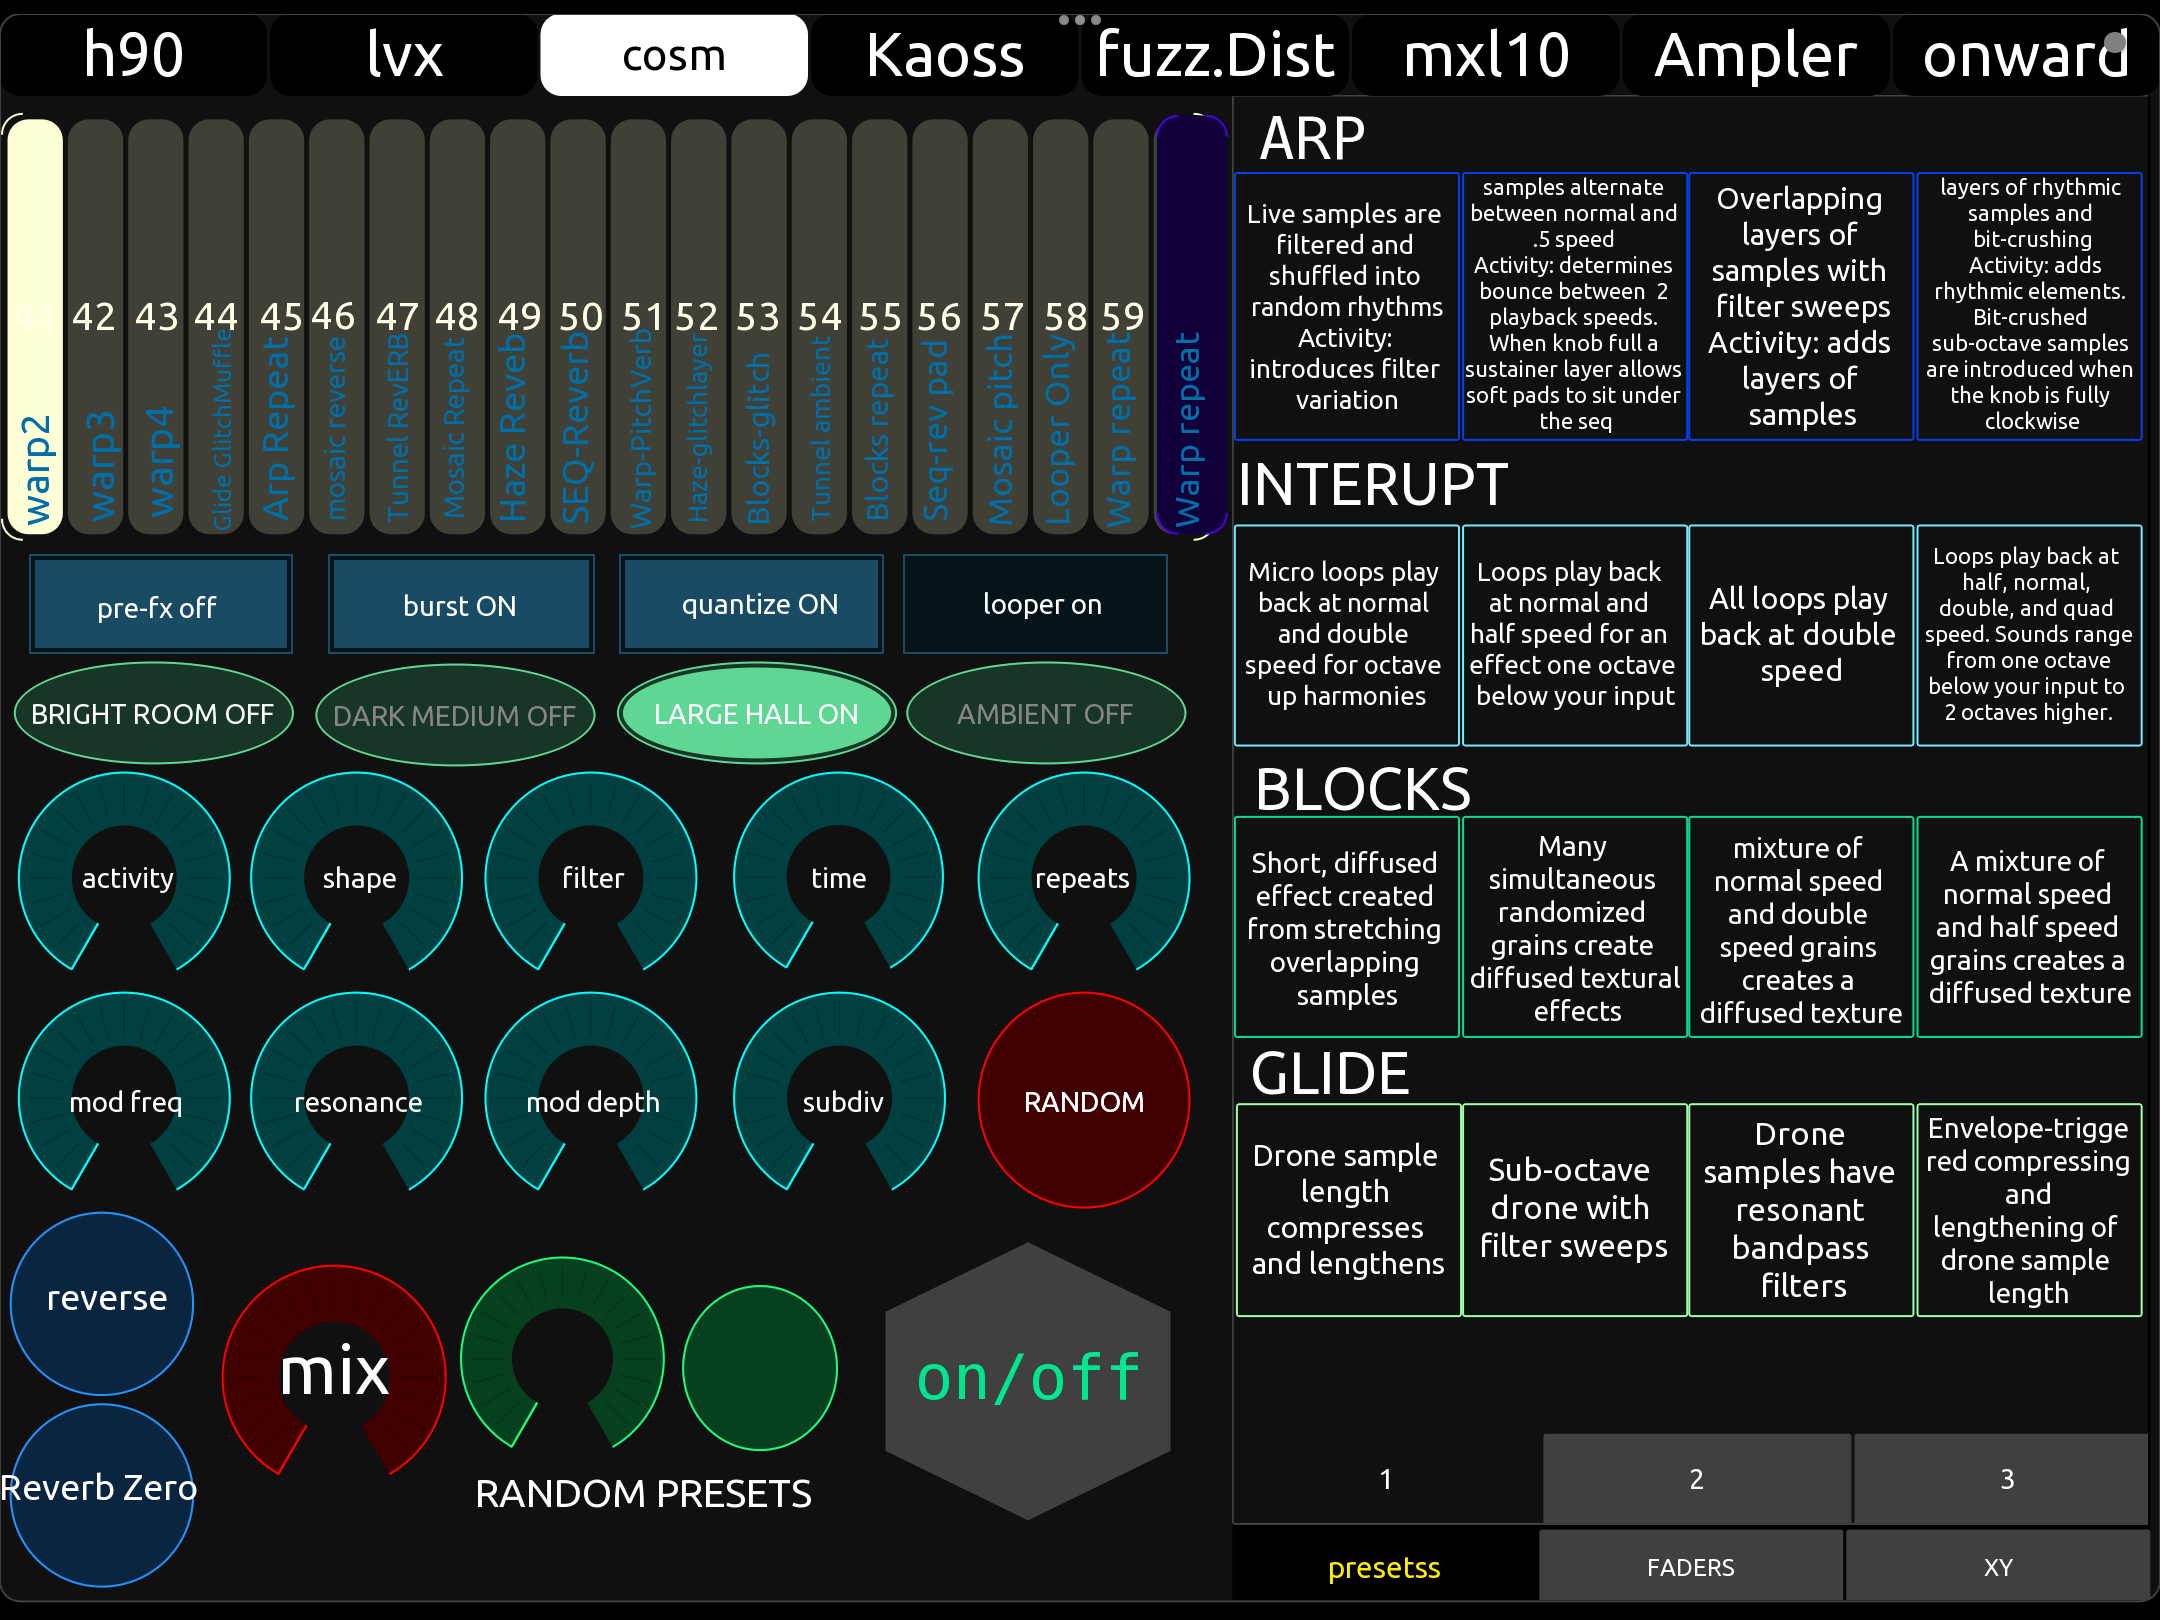 h90 lvx cosm Kaoss fuzz.Dist mxl10 Ampler onward
41 42 43 44 45 46 47 48 49 50 51 52 53 54 55 56 57 58 59
warp2
warp3
warp4
Glide GlitchMuffle
Arp Repeat
mosaic reverse
Tunnel RevERB
Mosaic Repeat
Haze Reveb
SEQ-Reverb
Warp-PitchVerb
Haze-glitchlayer
Blocks-glitch
Tunnel ambient
Blocks repeat
Seq-rev pad
Mosaic pitch
Looper Only
Warp repeat
Warp repeat
pre-fx off burst ON quantize ON looper on
BRIGHT ROOM OFF DARK MEDIUM OFF LARGE HALL ON AMBIENT OFF
activity shape filter time repeats
mod freq resonance mod depth subdiv RANDOM
reverse
mix
on/off
Reverb Zero
RANDOM PRESETS
ARP
Live samples are
filtered and
shuffled into
random rhythms
Activity:
introduces filter
variation
samples alternate
between normal and
.5 speed
Activity: determines
bounce between 2
playback speeds.
When knob full a
sustainer layer allows
soft pads to sit under
the seq
Overlapping
layers of
samples with
filter sweeps
Activity: adds
layers of
samples
layers of rhythmic
samples and
bit-crushing
Activity: adds
rhythmic elements.
Bit-crushed
sub-octave samples
are introduced when
the knob is fully
clockwise
INTERUPT
Micro loops play
back at normal
and double
speed for octave
up harmonies
Loops play back
at normal and
half speed for an
effect one octave
below your input
All loops play
back at double
speed
Loops play back at
half, normal,
double, and quad
speed. Sounds range
from one octave
below your input to
2 octaves higher.
BLOCKS
Short, diffused
effect created
from stretching
overlapping
samples
Many
simultaneous
randomized
grains create
diffused textural
effects
mixture of
normal speed
and double
speed grains
creates a
diffused texture
A mixture of
normal speed
and half speed
grains creates a
diffused texture
GLIDE
Drone sample
length
compresses
and lengthens
Sub-octave
drone with
filter sweeps
Drone
samples have
resonant
bandpass
filters
Envelope-trigge
red compressing
and
lengthening of
drone sample
length
1 2 3
presetss FADERS XY